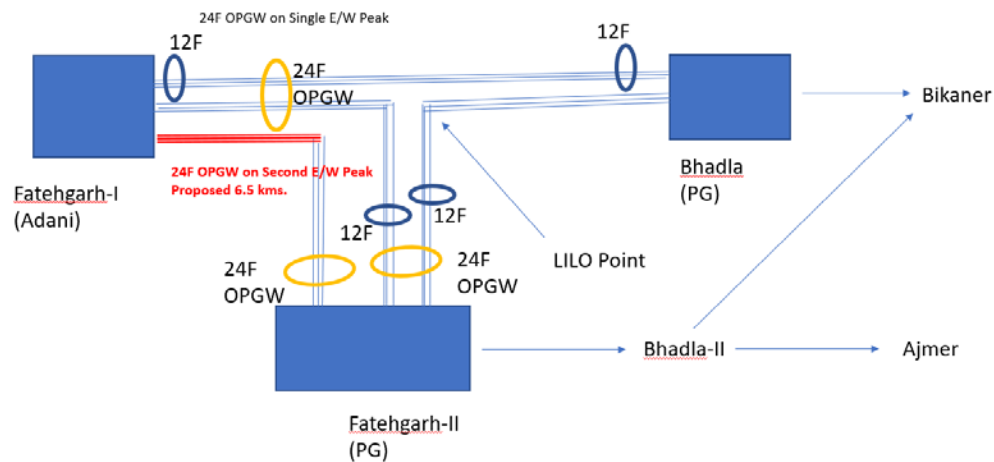 24F OPGW on Single E/W Peak
12F
12F
24F
OPGW
24F OPGW on Second E/W Peak
Proposed 6.5 kms.
Fatehgarh-I
(Adani)
Bhadla
(PG)
Bikaner
12F
12F
24F
OPGW
24F
OPGW
LILO Point
Bhadla-II
Ajmer
Fatehgarh-II
(PG)